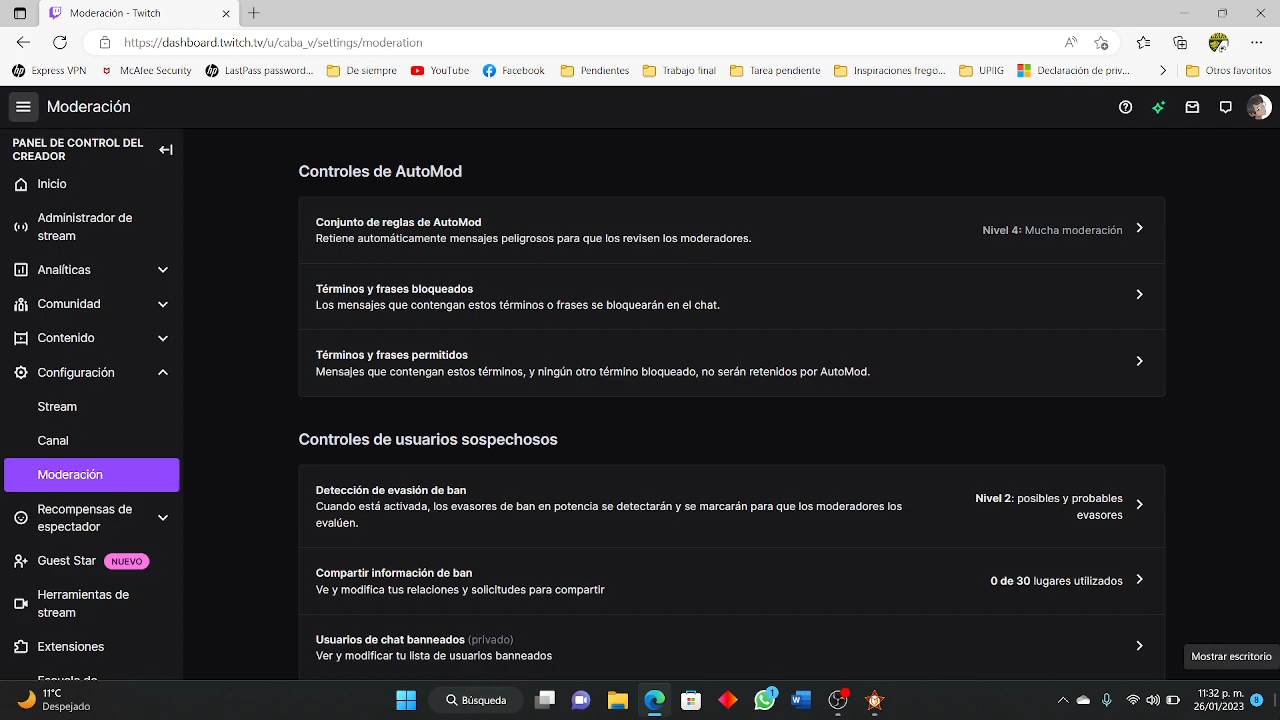 Moderación - Twitch
https://dashboard.twitch.tv/u/caba_v/settings/moderation
Express VPN
McAfee Security
LastPass password...
De siempre
YouTube
Facebook
Pendientes
Trabajo final
Tarea pendiente
Inspiraciones frego...
UPIIG
Declaración de priv...
Otros favoritos
Moderación
PANEL DE CONTROL DEL
CREADOR
Inicio
Administrador de
stream
Analíticas
Comunidad
Contenido
Configuración
Stream
Canal
Moderación
Recompensas de
espectador
Guest Star NUEVO
Herramientas de
stream
Extensiones
Controles de AutoMod
Conjunto de reglas de AutoMod
Retiene automáticamente mensajes peligrosos para que los revisen los moderadores.
Nivel 4: Mucha moderación
Términos y frases bloqueados
Los mensajes que contengan estos términos o frases se bloquearán en el chat.
Términos y frases permitidos
Mensajes que contengan estos términos, y ningún otro término bloqueado, no serán retenidos por AutoMod.
Controles de usuarios sospechosos
Detección de evasión de ban
Cuando está activada, los evasores de ban en potencia se detectarán y se marcarán para que los moderadores los
evalúen.
Nivel 2: posibles y probables
evasores
Compartir información de ban
Ve y modifica tus relaciones y solicitudes para compartir
0 de 30 lugares utilizados
Usuarios de chat banneados (privado)
Ver y modificar tu lista de usuarios banneados
Mostrar escritorio
11°C
Despejado
Búsqueda
1
11:32 p. m.
26/01/2023
8